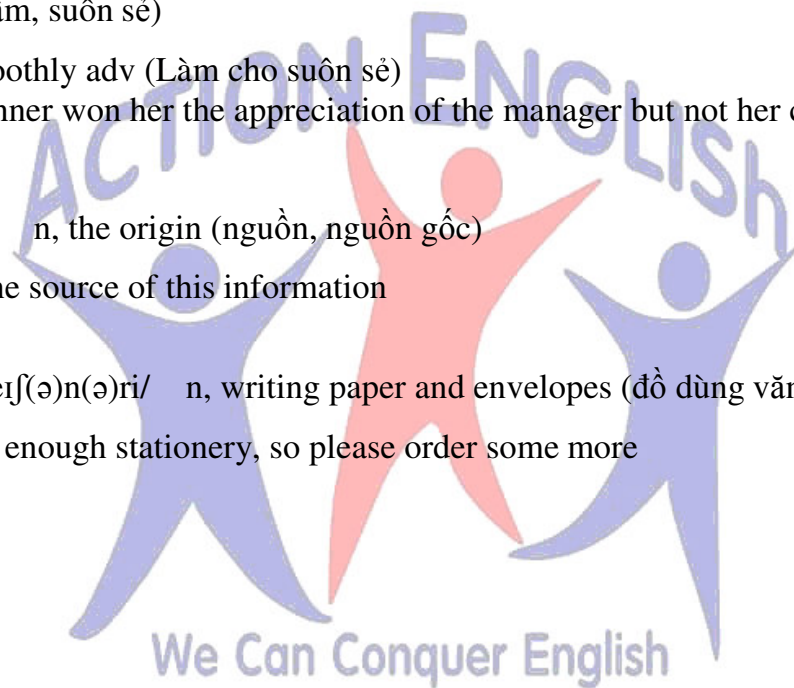 ầm, suôn sẻ)
oothly adv (Làm cho suôn sẻ)
nner won her the appreciation of the manager but not her c
n, the origin (nguồn, nguồn gốc)
he source of this information
eɪʃ(ə)n(ə)ri/ n, writing paper and envelopes (đồ dùng văn
enough stationery, so please order some more
ACTION ENGLISH
We Can Conquer English